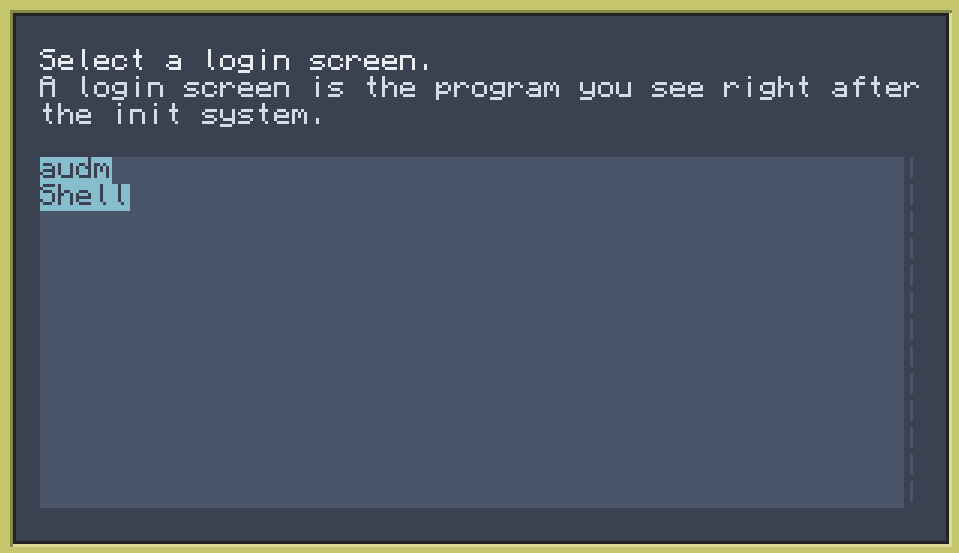 Select a login screen.
A login screen is the program you see right after
the init system.
audm
Shell